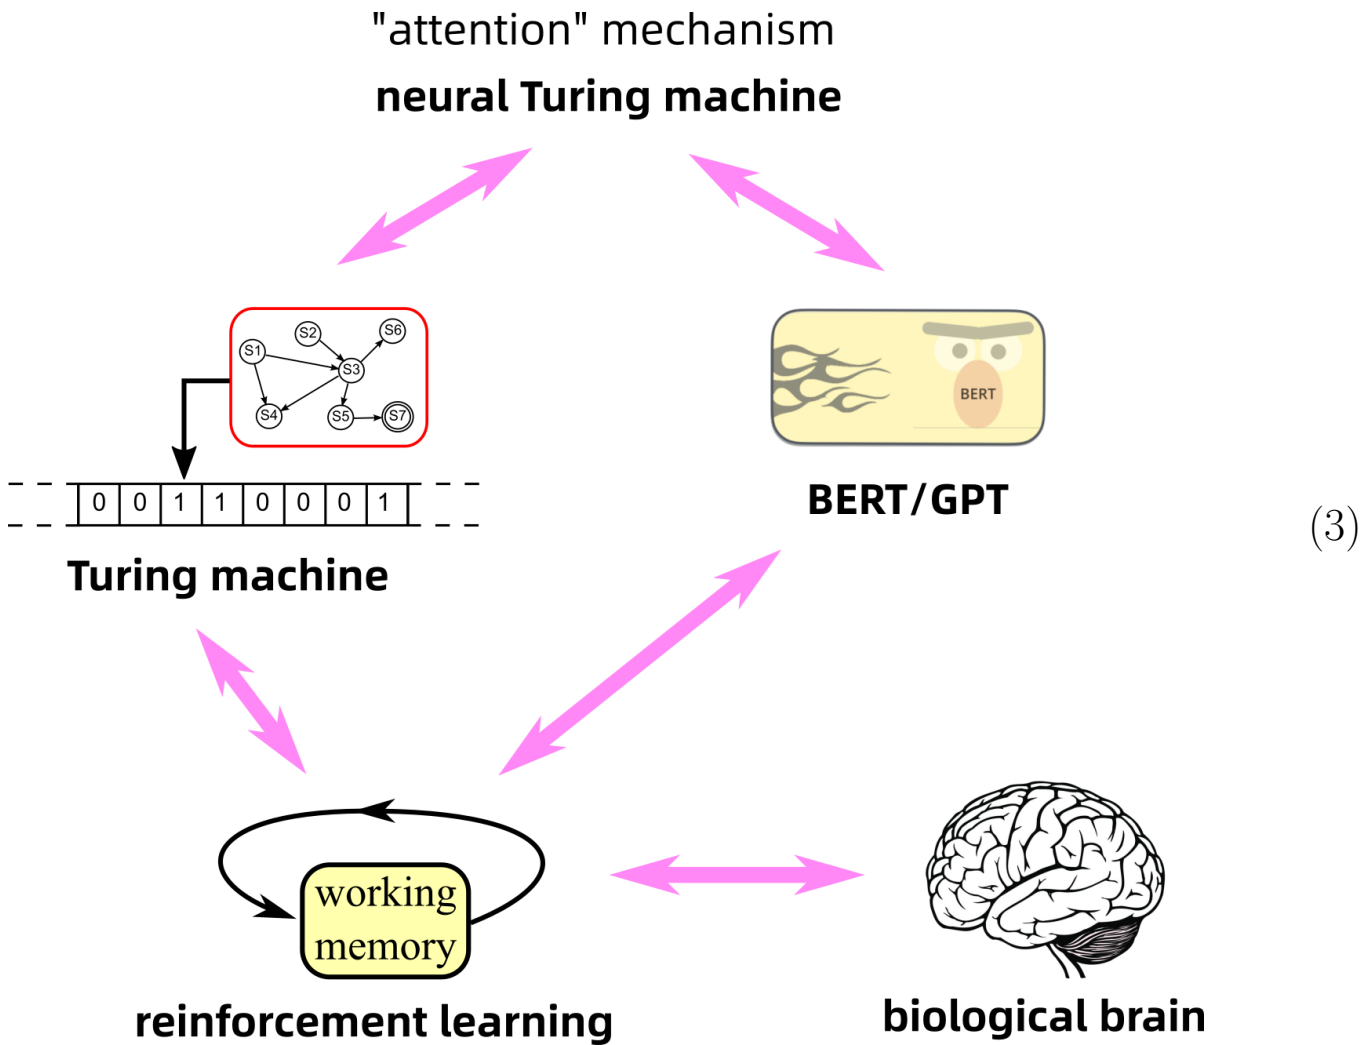 "attention" mechanism
neural Turing machine
S2
S6
S1
S3
S4
S5
S7
BERT
0 0 1 1 0 0 0 1
BERT/GPT
(3)
Turing machine
working
memory
reinforcement learning
biological brain